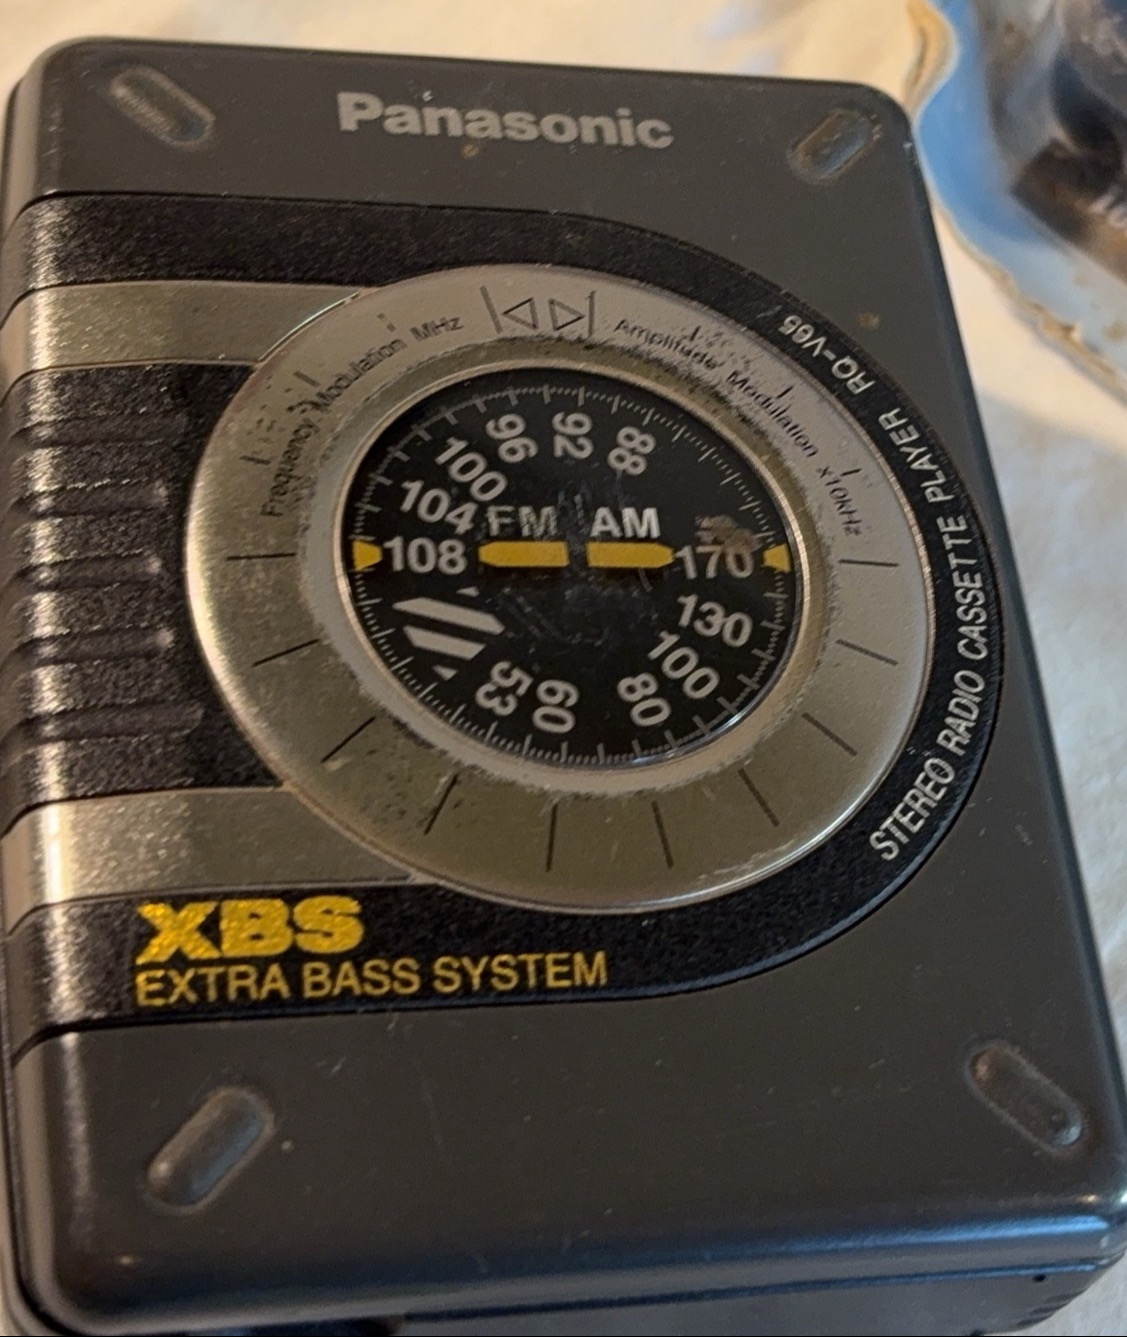 Panasonic
Frequency Modulation MHz
Amplitude Modulation x10kHz
STEREO RADIO CASSETTE PLAYER RQ-V65
88
92
96
100
104
108
FM AM
170
130
100
80
60
53
XBS
EXTRA BASS SYSTEM